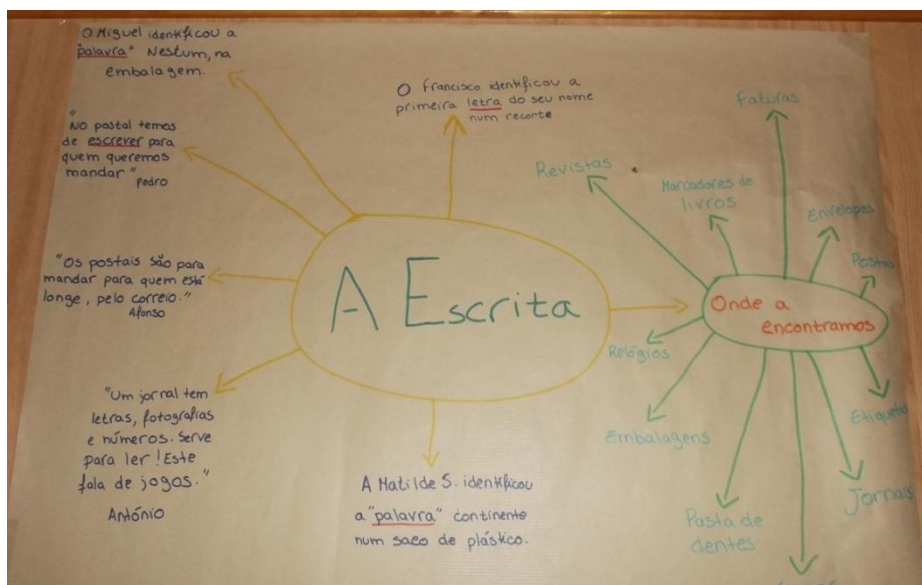 O Miguel identificou a
"palavra" Nestum, na
embalagem.
O Francisco identificou a
primeira letra do seu nome
num recorte.
"No postal temos
de escrever para
quem queremos
mandar"
Pedro
"Os postais são para
mandar para quem está
longe, pelo correio."
Afonso
"Um jornal tem
letras, fotografias
e números. Serve
para ler! Este
fala de jogos."
António
A Matilde S. identificou
a "palavra" continente
num saco de plástico.
A Escrita
Onde a
encontramos
Faturas
Revistas
Marcadores de
livros
Envelopes
Postais
Relógios
Embalagens
Etiquetas
Jornais
Pasta de
dentes